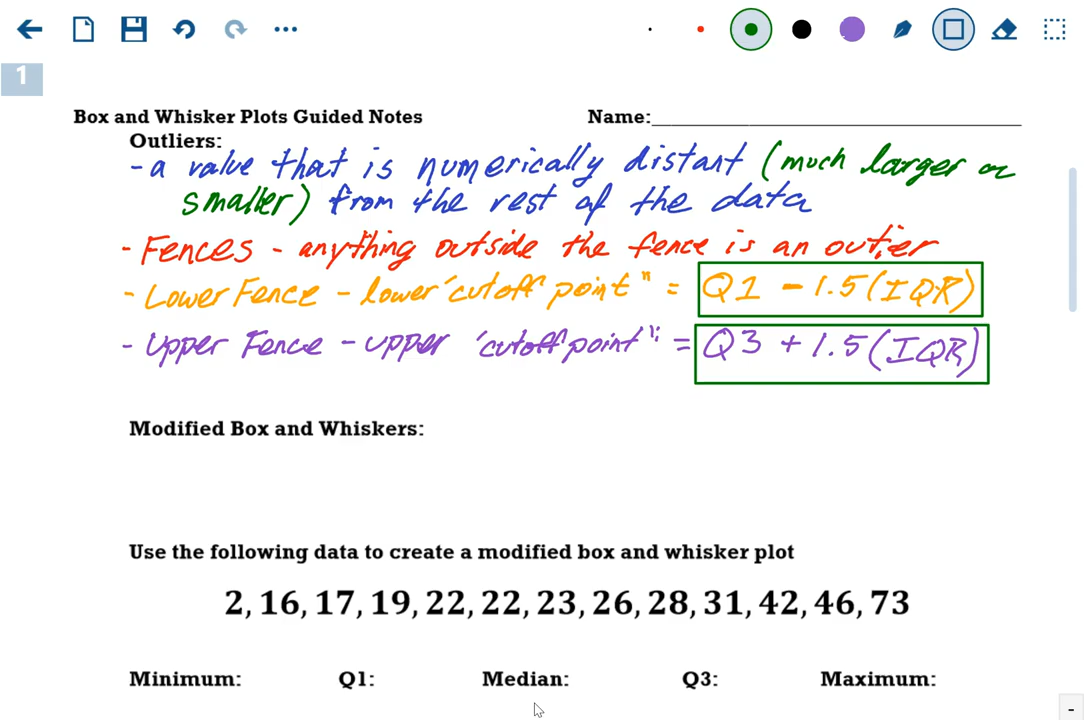 1
Box and Whisker Plots Guided Notes Name:
Outliers:
- a value that is numerically distant (much larger or
smaller) from the rest of the data
- Fences - anything outside the fence is an outier
- Lower Fence - lower "cutoff point" = Q1 - 1.5(IQR)
- Upper Fence - upper "cutoff point" = Q3 + 1.5(IQR)
Modified Box and Whiskers:
Use the following data to create a modified box and whisker plot
2, 16, 17, 19, 22, 22, 23, 26, 28, 31, 42, 46, 73
Minimum: Q1: Median: Q3: Maximum: